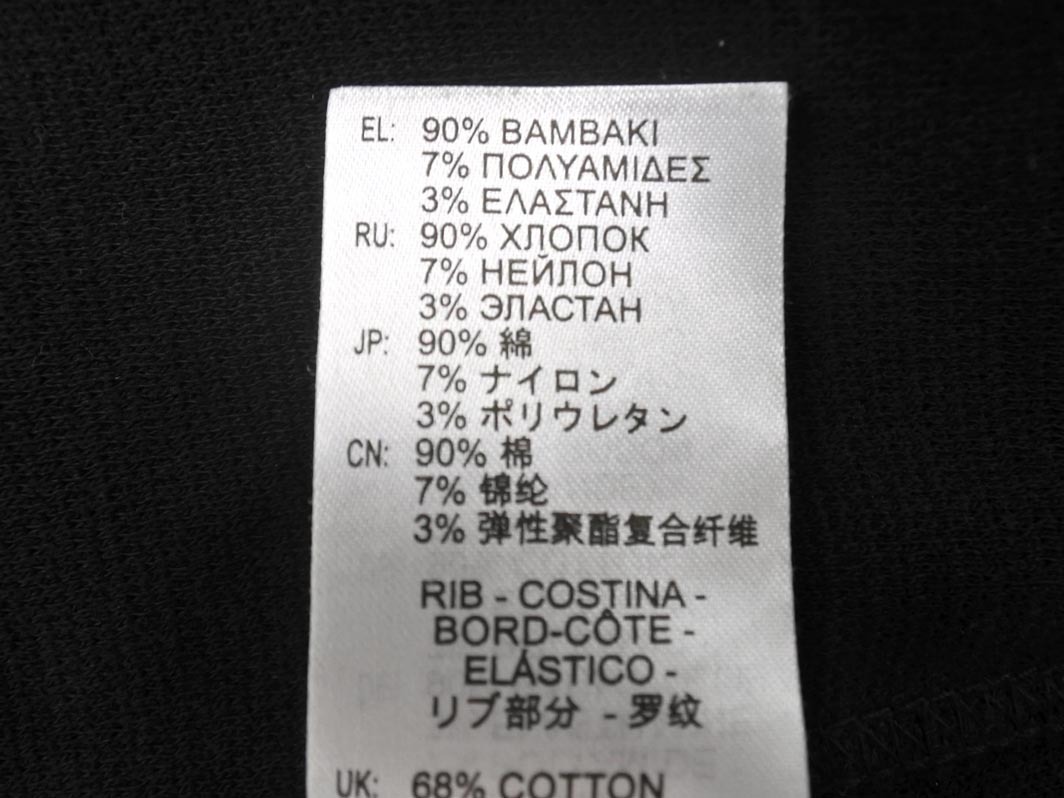 EL: 90% ΒΑΜΒΑΚΙ
7% ΠΟΛΥΑΜΙΔΕΣ
3% ΕΛΑΣΤΑΝΗ
RU: 90% ХЛОПОК
7% НЕЙЛОН
3% ЭЛАСТАН
JP: 90% 綿
7% ナイロン
3% ポリウレタン
CN: 90% 棉
7% 锦纶
3% 弹性聚酯复合纤维
RIB - COSTINA -
BORD-CÔTE -
ELÁSTICO -
リブ部分 - 罗纹
UK: 68% COTTON